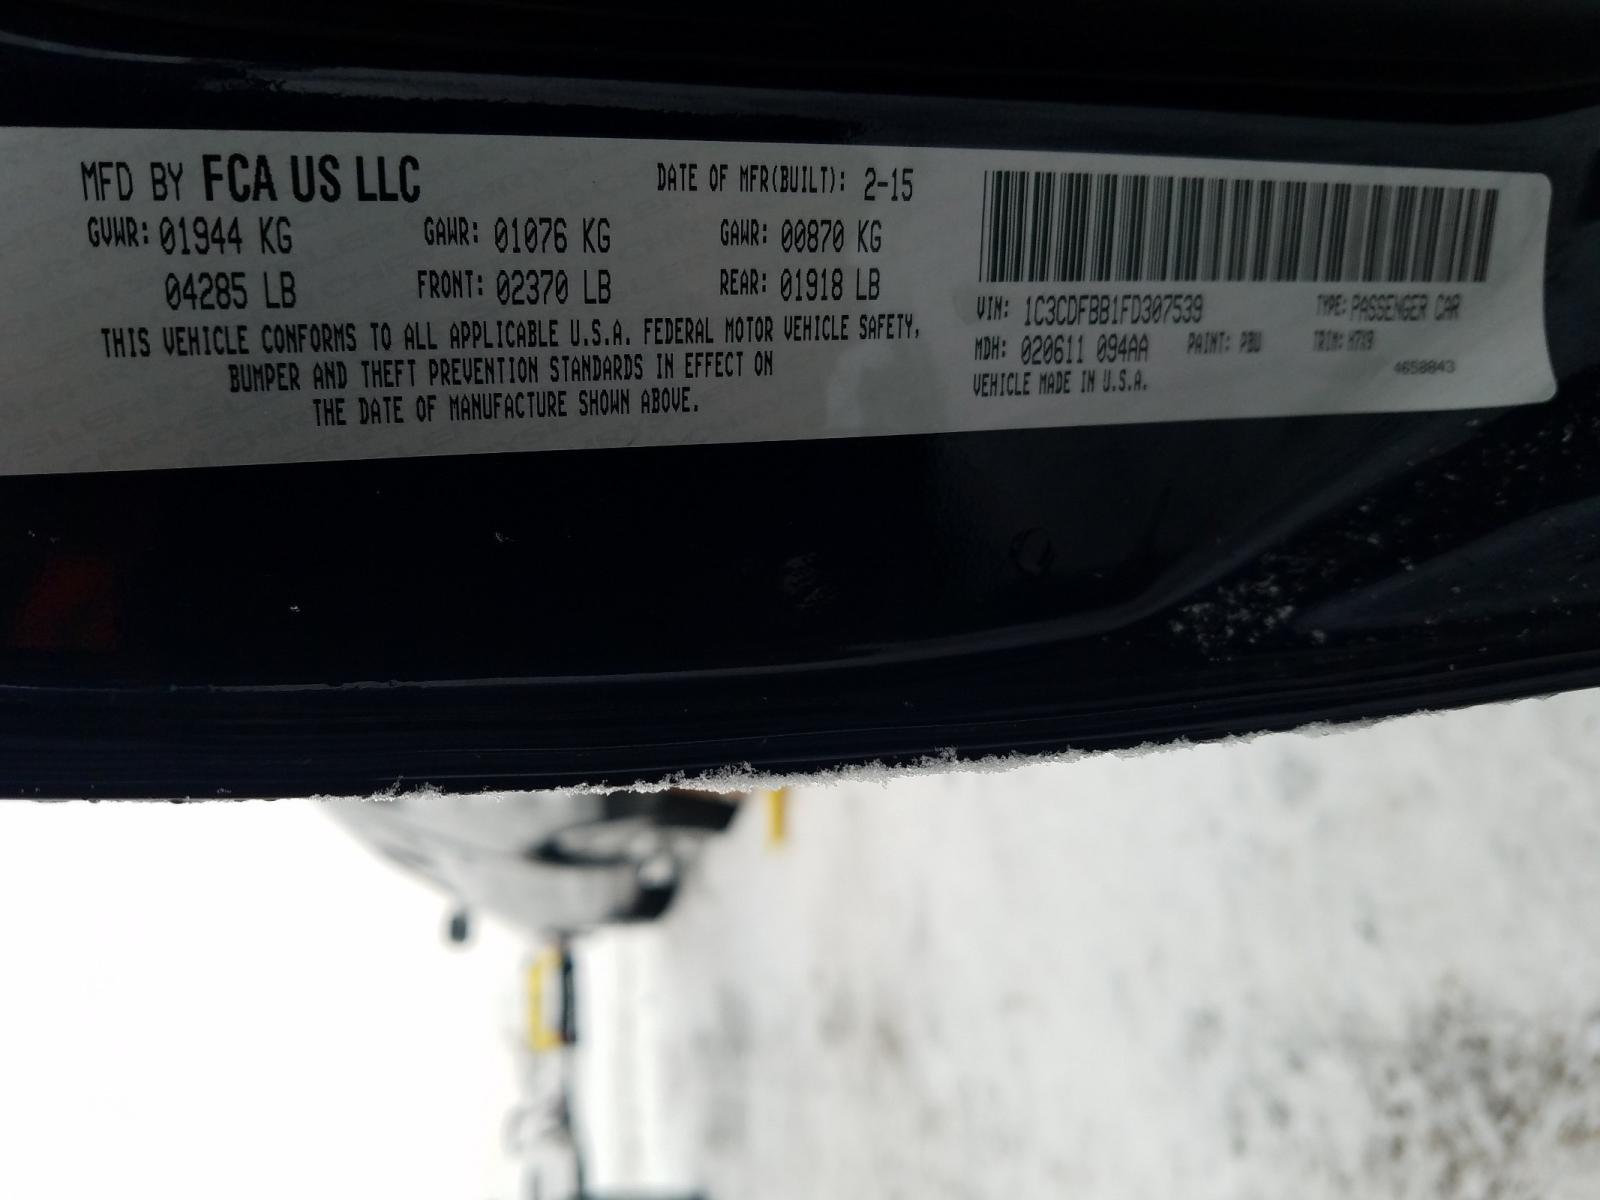 MFD BY FCA US LLC DATE OF MFR(BUILT): 2-15
GVWR: 01944 KG GAWR: 01076 KG GAWR: 00870 KG
04285 LB FRONT: 02370 LB REAR: 01918 LB
THIS VEHICLE CONFORMS TO ALL APPLICABLE U.S.A. FEDERAL MOTOR VEHICLE SAFETY,
BUMPER AND THEFT PREVENTION STANDARDS IN EFFECT ON
THE DATE OF MANUFACTURE SHOWN ABOVE.
VIN: 1C3CDFBB1FD307539 TYPE: PASSENGER CAR
MDH: 020611 094AA PAINT: PBU TRIM: H7X9
VEHICLE MADE IN U.S.A. 4658843